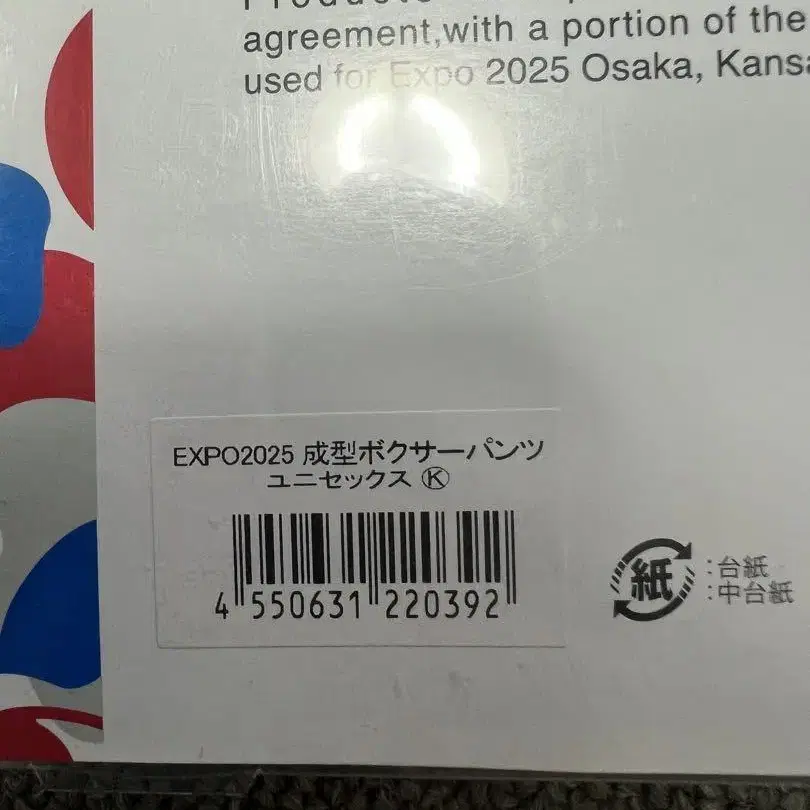 agreement,with a portion of the
used for Expo 2025 Osaka, Kansa
EXPO2025 成型ボクサーパンツ
ユニセックス Ⓚ
4 550631 220392
紙 :台紙
:中台紙